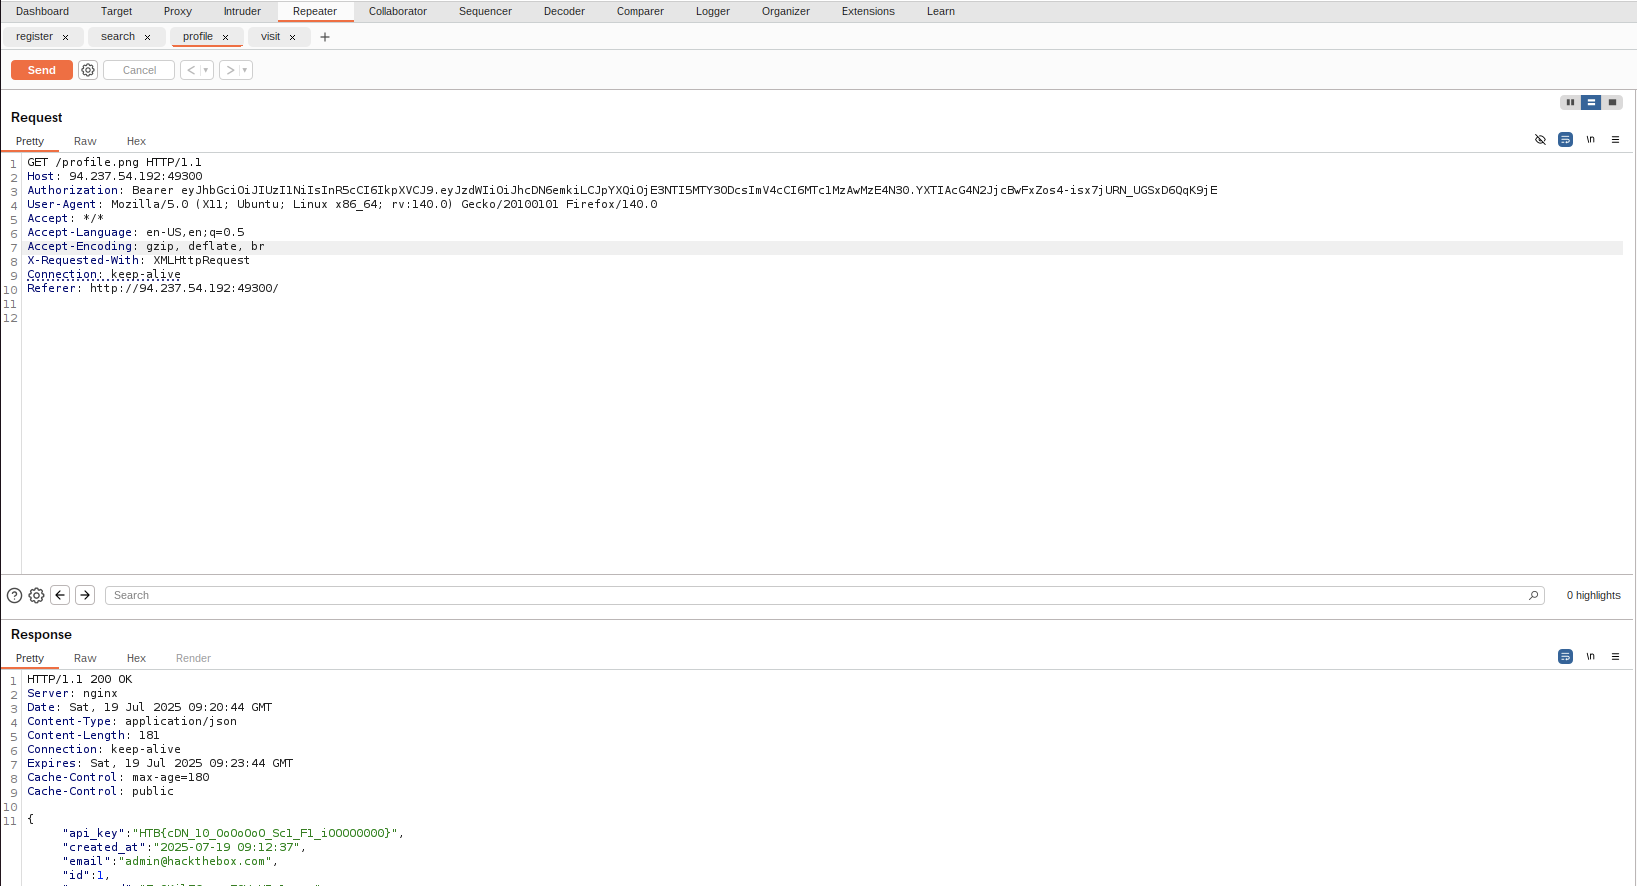 Dashboard Target Proxy Intruder Repeater Collaborator Sequencer Decoder Comparer Logger Organizer Extensions Learn
register × search × profile × visit × +
Send Cancel < >
Request
Pretty Raw Hex
\n
1 GET /profile.png HTTP/1.1
2 Host: 94.237.54.192:49300
3 Authorization: Bearer eyJhbGciOiJIUzI1NiIsInR5cCI6IkpXVCJ9.eyJzdWIiOiJhcDN6emkiLCJpYXQiOjE3NTI5MTY3ODcsImV4cCI6MTc1MzAwMzE4N30.YXTIAcG4N2JjcBwFxZos4-isx7jURN_UGSxD6QqK9jE
4 User-Agent: Mozilla/5.0 (X11; Ubuntu; Linux x86_64; rv:140.0) Gecko/20100101 Firefox/140.0
5 Accept: */*
6 Accept-Language: en-US,en;q=0.5
7 Accept-Encoding: gzip, deflate, br
8 X-Requested-With: XMLHttpRequest
9 Connection: keep-alive
10 Referer: http://94.237.54.192:49300/
11
12
Search 0 highlights
Response
Pretty Raw Hex Render
\n
1 HTTP/1.1 200 OK
2 Server: nginx
3 Date: Sat, 19 Jul 2025 09:20:44 GMT
4 Content-Type: application/json
5 Content-Length: 181
6 Connection: keep-alive
7 Expires: Sat, 19 Jul 2025 09:23:44 GMT
8 Cache-Control: max-age=180
9 Cache-Control: public
10
11 {
"api_key":"HTB{cDN_10_OoOoOoO_Sc1_F1_iOOOOOOOO}",
"created_at":"2025-07-19 09:12:37",
"email":"admin@hackthebox.com",
"id":1,